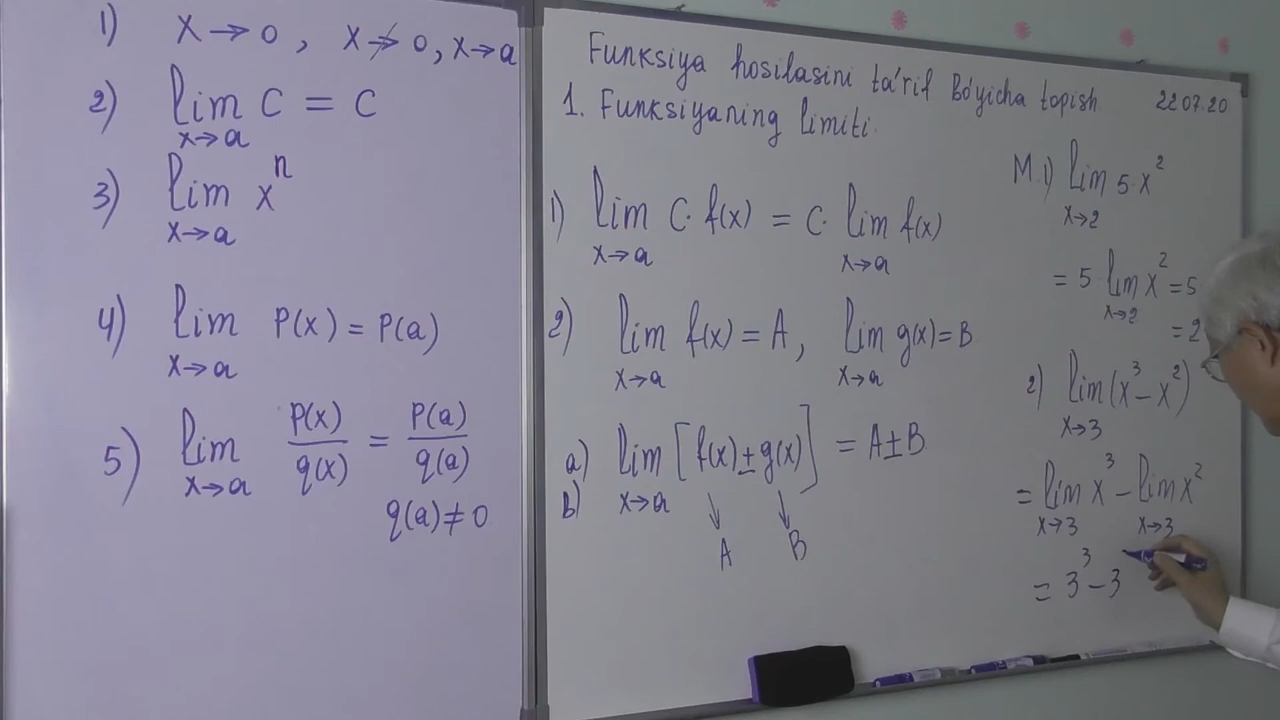 1) x→0, x↛0, x→a
2) lim C = C
x→a
3) lim xⁿ
x→a
4) lim P(x) = P(a)
x→a
5) lim P(x)/q(x) = P(a)/q(a)
x→a
q(a)≠0
Funksiya hosilasini ta'rif Bo'yicha topish 22.07.20
1. Funksiyaning limiti.
1) lim C·f(x) = C·lim f(x)
x→a x→a
2) lim f(x)=A, lim g(x)=B
x→a x→a
a) lim [f(x)±g(x)] = A±B
b) x→a
A B
M.1) lim 5·x²
x→2
= 5·lim x² = 5
x→2
= 2
2) lim(x³-x²)
x→3
= lim x³ - lim x²
x→3 x→3
= 3³-3